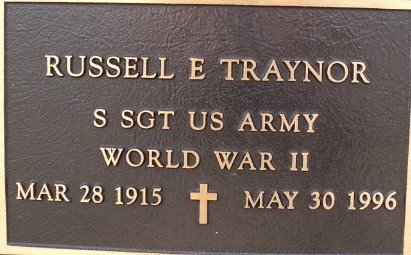 RUSSELL E TRAYNOR
S SGT US ARMY
WORLD WAR II
MAR 28 1915 MAY 30 1996